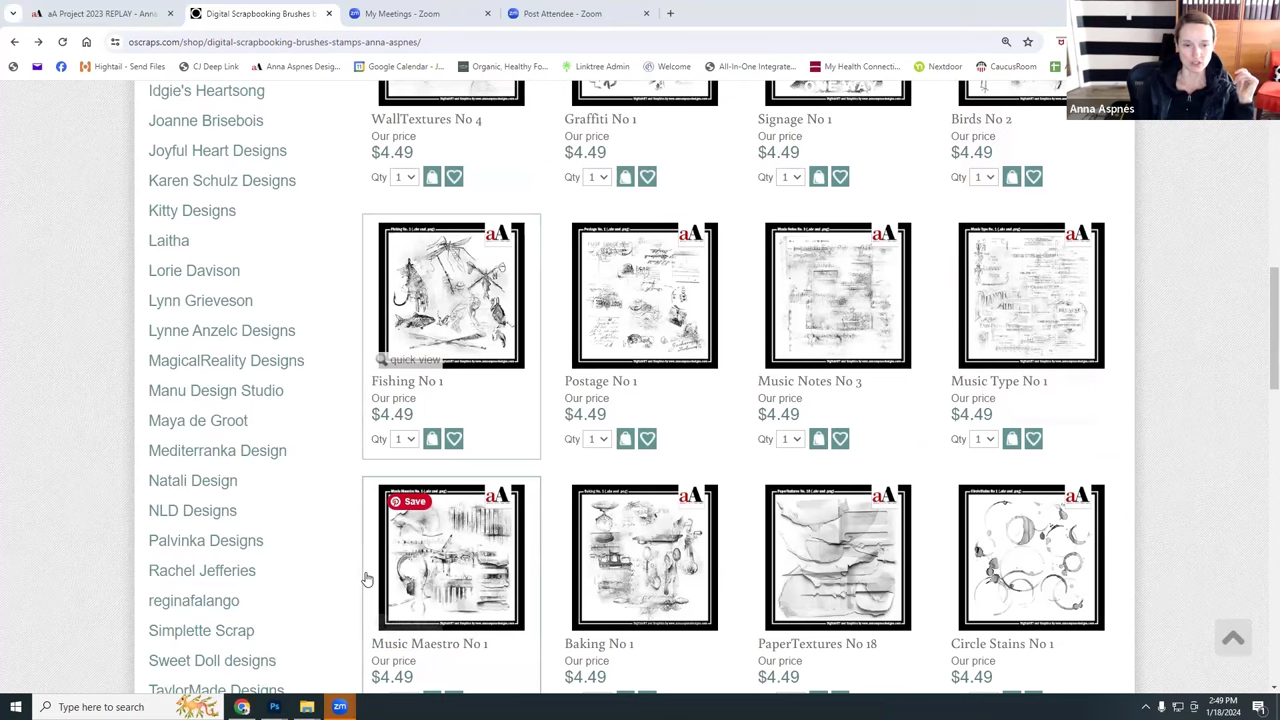 aA Project 2023 REPLAY - Anna
Digital Scrapbooking Brushes
My Meetings - Zoom
Post Attendee - Zoom
oscraps.com/shop/digital-scrapbooking-brushes-stamps-anna-aspnes/
Hightail - Send Files
CJ Deep Link
Anna Aspnes Desig...
Google Calendar - J...
Linktree Admin
Welcome
All-In-One Integrate...
My Health Connecti...
Nextdoor
CaucusRoom
Anna Aspnes
Idgie's Heartsong
Joanne Brisebois
Joyful Heart Designs
Karen Schulz Designs
Kitty Designs
Laitha
Lorie Davison
Lynn Grieveson
Lynne Anzelc Designs
MagicalReality Designs
Manu Design Studio
Maya de Groot
Mediterranka Design
Natali Design
NLD Designs
Palvinka Designs
Rachel Jefferies
reginafalango
Simplette Scrap
Sweet Doll designs
TaylorMade Designs
Graffiti No 1
Signage No 1
Birds No 2
Our price
Our price
Our price
Our price
$4.49
$4.49
$4.49
$4.49
Qty 1
Qty 1
Qty 1
Qty 1
aA
aA
aA
aA
quick view
Fishing No 1
Postage No 1
Music Notes No 3
Music Type No 1
Our price
Our price
Our price
Our price
$4.49
$4.49
$4.49
$4.49
Qty 1
Qty 1
Qty 1
Qty 1
Save
aA
aA
aA
aA
Music Maestro No 1
Baking No 1
PaperTextures No 18
Circle Stains No 1
Our price
Our price
Our price
Our price
$4.49
$4.49
$4.49
$4.49
Type here to search
2:49 PM
1/18/2024